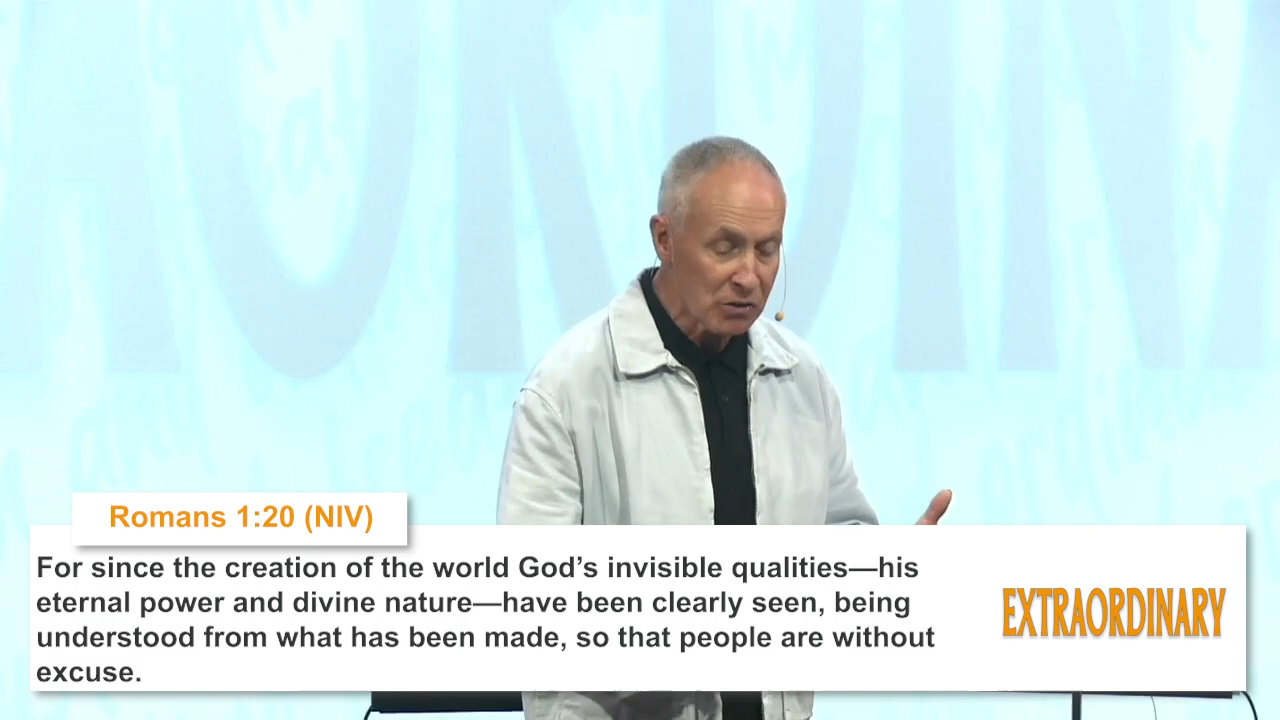 Romans 1:20 (NIV)
For since the creation of the world God’s invisible qualities—his
eternal power and divine nature—have been clearly seen, being
understood from what has been made, so that people are without
excuse.
EXTRAORDINARY